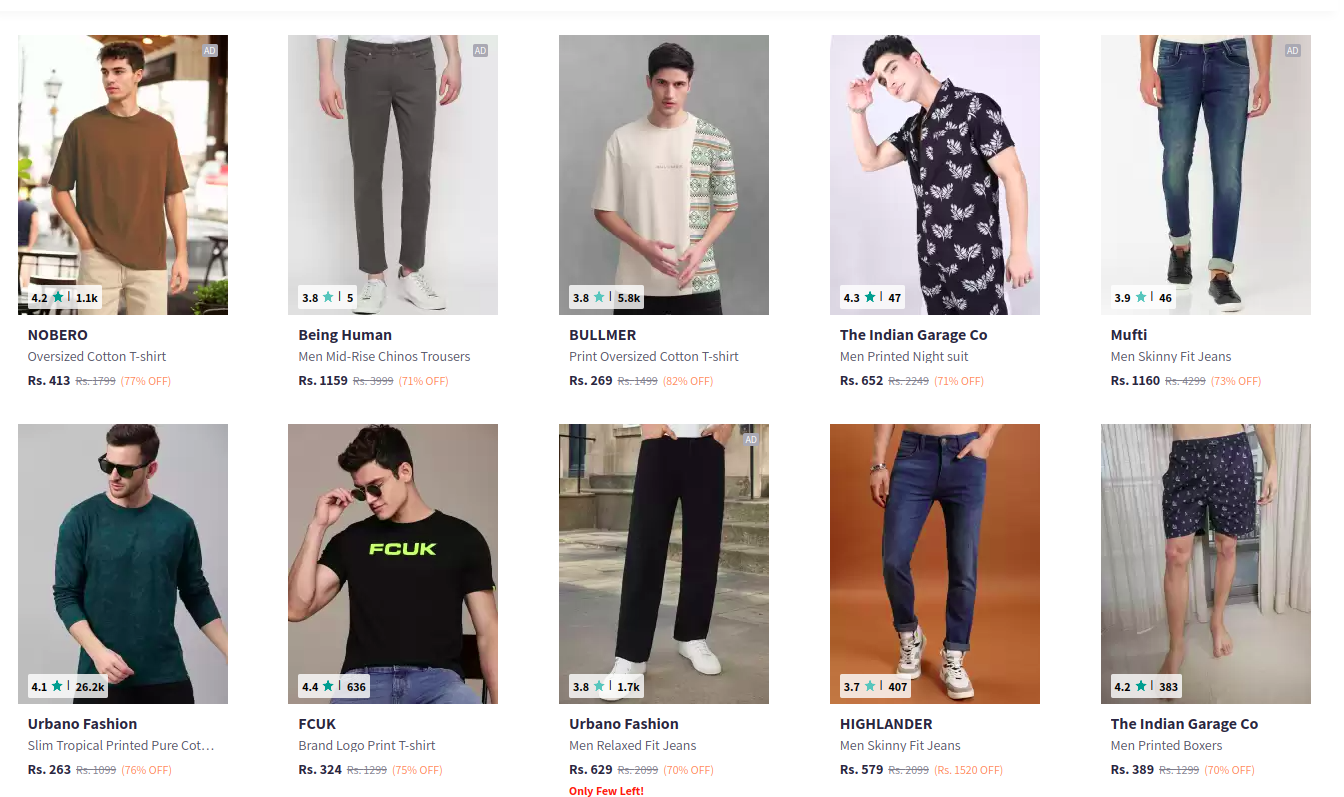 AD
4.2 ★ | 1.1k
NOBERO
Oversized Cotton T-shirt
Rs. 413 Rs. 1799 (77% OFF)
AD
3.8 ★ | 5
Being Human
Men Mid-Rise Chinos Trousers
Rs. 1159 Rs. 3999 (71% OFF)
3.8 ★ | 5.8k
BULLMER
Print Oversized Cotton T-shirt
Rs. 269 Rs. 1499 (82% OFF)
4.3 ★ | 47
The Indian Garage Co
Men Printed Night suit
Rs. 652 Rs. 2249 (71% OFF)
AD
3.9 ★ | 46
Mufti
Men Skinny Fit Jeans
Rs. 1160 Rs. 4299 (73% OFF)
4.1 ★ | 26.2k
Urbano Fashion
Slim Tropical Printed Pure Cot...
Rs. 263 Rs. 1099 (76% OFF)
FCUK
4.4 ★ | 636
FCUK
Brand Logo Print T-shirt
Rs. 324 Rs. 1299 (75% OFF)
AD
3.8 ★ | 1.7k
Urbano Fashion
Men Relaxed Fit Jeans
Rs. 629 Rs. 2099 (70% OFF)
Only Few Left!
3.7 ★ | 407
HIGHLANDER
Men Skinny Fit Jeans
Rs. 579 Rs. 2099 (Rs. 1520 OFF)
4.2 ★ | 383
The Indian Garage Co
Men Printed Boxers
Rs. 389 Rs. 1299 (70% OFF)